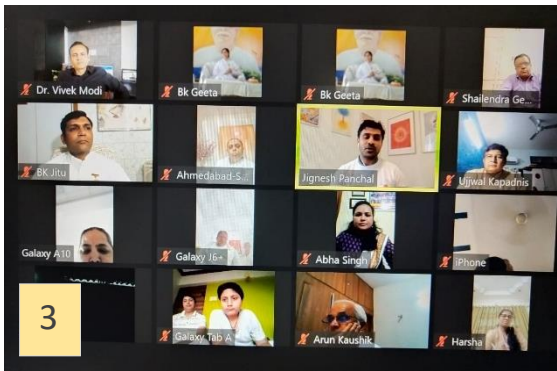 Dr. Vivek Modi
Bk Geeta
Bk Geeta
Shailendra Ge...
BK Jitu
Ahmedabad-S...
Jignesh Panchal
Ujjwal Kapadnis
Galaxy A10
Galaxy J6+
Abha Singh
iPhone
3
Galaxy Tab A
Arun Kaushik
Harsha